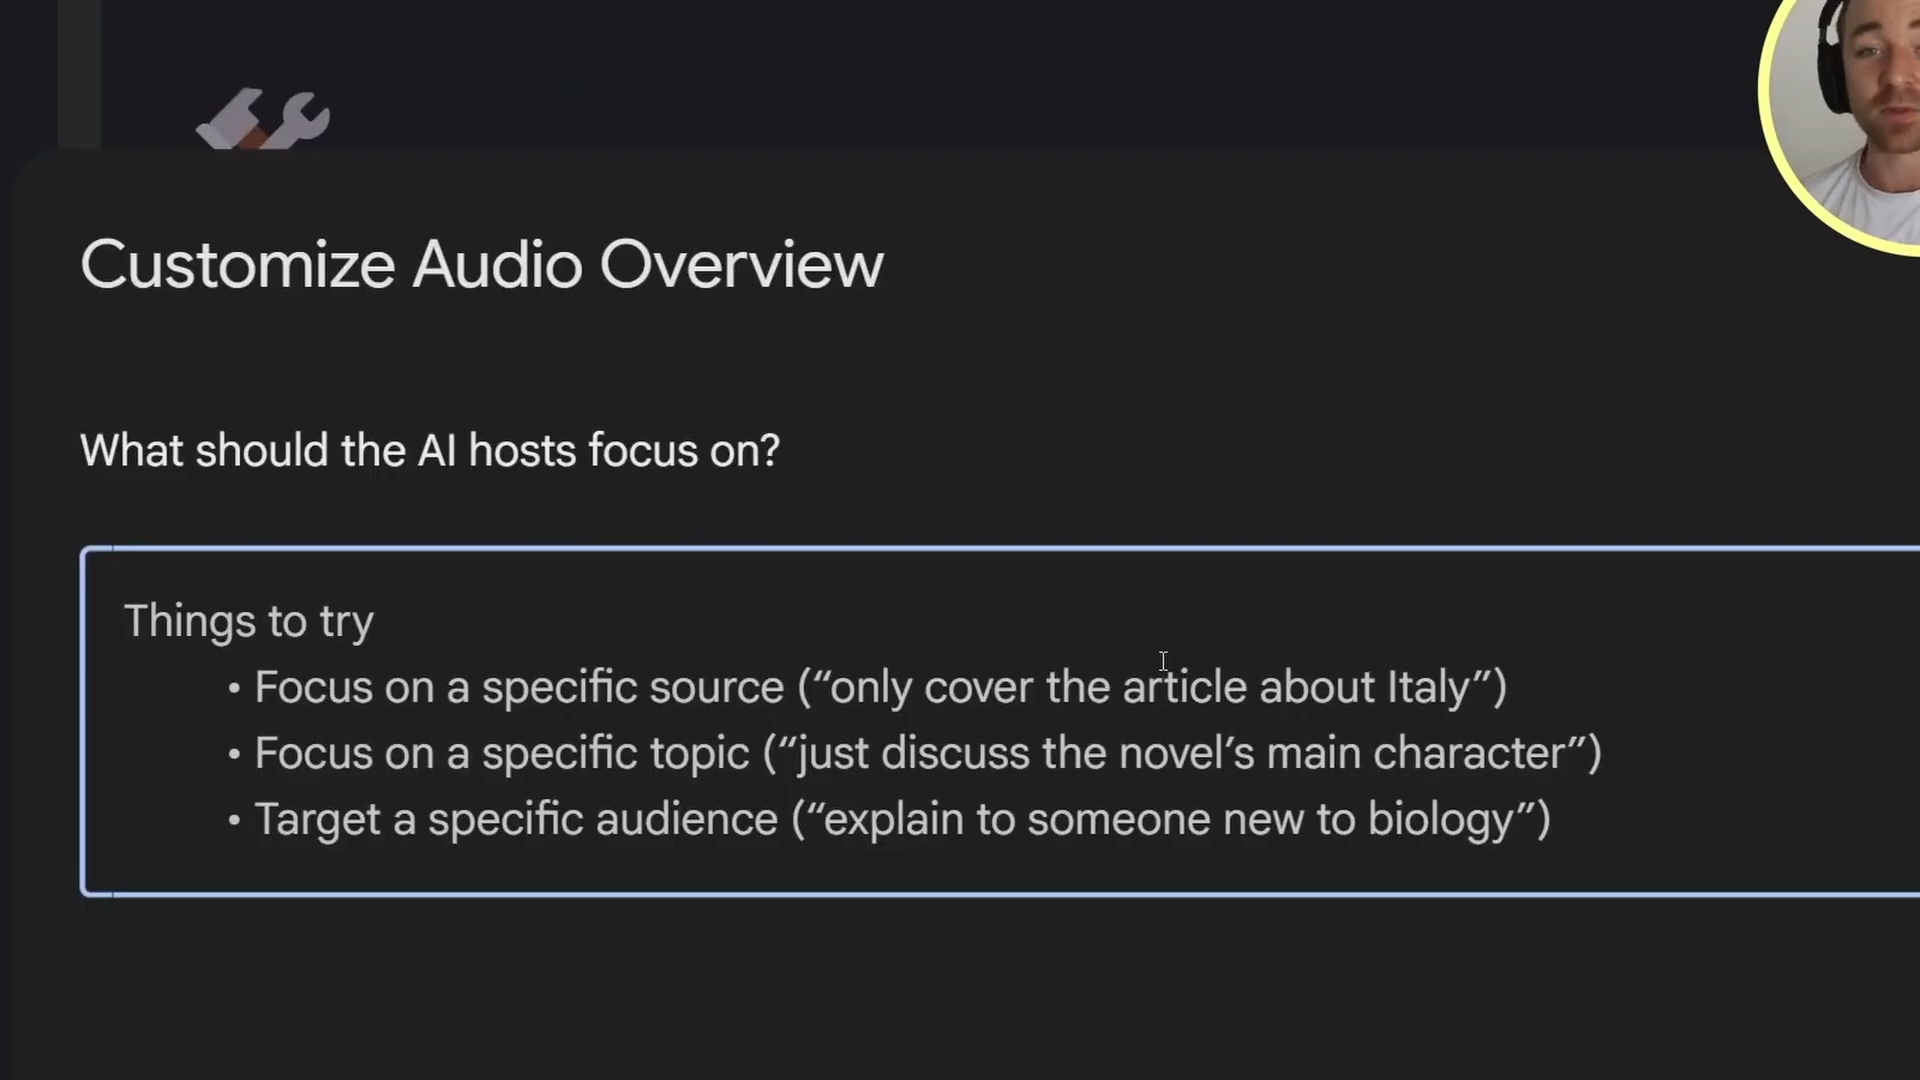 Customize Audio Overview
What should the AI hosts focus on?
Things to try
• Focus on a specific source (“only cover the article about Italy”)
• Focus on a specific topic (“just discuss the novel’s main character”)
• Target a specific audience (“explain to someone new to biology”)